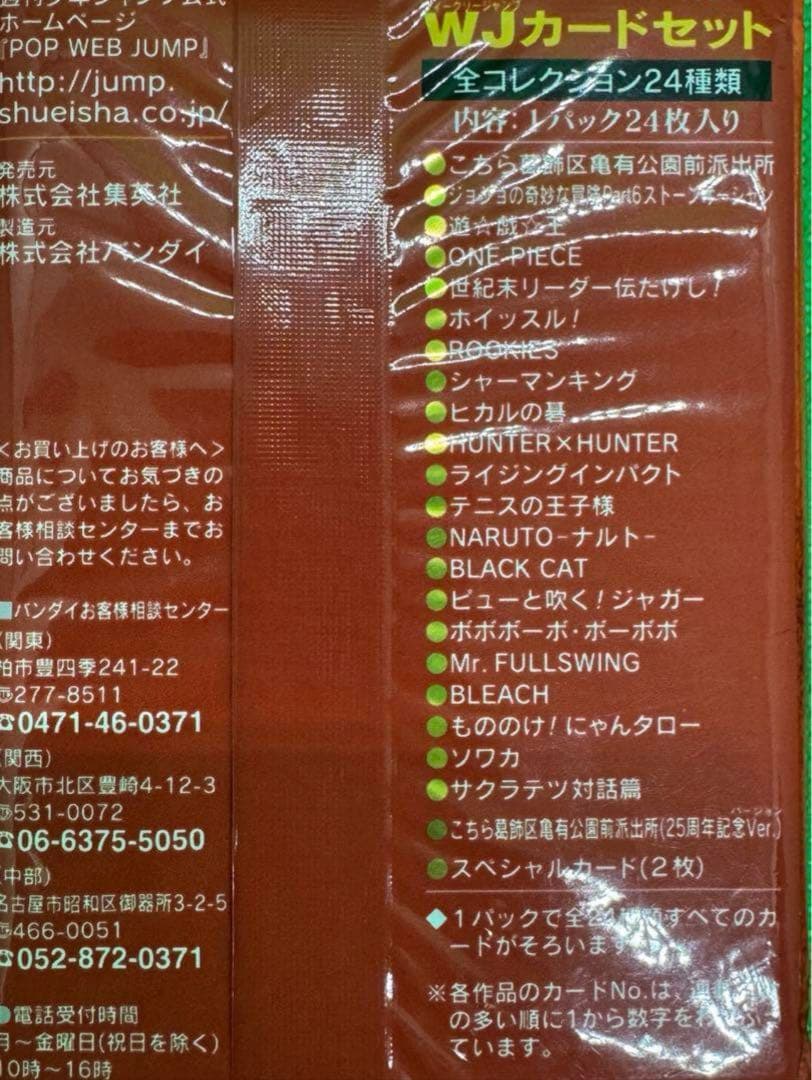 ホームページ
『POP WEB JUMP』
http://jump.
shueisha.co.jp/
発売元
株式会社集英社
製造元
株式会社バンダイ
<お買い上げのお客様へ>
商品についてお気づきの
点がございましたら、お
客様相談センターまでお
問い合わせください。
■バンダイお客様相談センター
(関東)
柏市豊四季241-22
〒277-8511
☎0471-46-0371
(関西)
大阪市北区豊崎4-12-3
〒531-0072
☎06-6375-5050
(中部)
名古屋市昭和区御器所3-2-5
〒466-0051
☎052-872-0371
●電話受付時間
月～金曜日(祝日を除く)
10時～16時
ウィークリージャンプ
WJカードセット
全コレクション24種類
内容:1パック24枚入り
●こちら葛飾区亀有公園前派出所
●ジョジョの奇妙な冒険Part6ストーンオーシャン
●遊☆戯☆王
●ONE PIECE
●世紀末リーダー伝たけし!
●ホイッスル!
●ROOKIES
●シャーマンキング
●ヒカルの碁
●HUNTER×HUNTER
●ライジングインパクト
●テニスの王子様
●NARUTO-ナルト-
●BLACK CAT
●ピューと吹く!ジャガー
●ボボボーボ・ボーボボ
●Mr. FULLSWING
●BLEACH
●もののけ!にゃんタロー
●ソワカ
●サクラテツ対話篇
●こちら葛飾区亀有公園前派出所(25周年記念Ver.)
バージョン
●スペシャルカード(2枚)
◆1パックで全24種類すべてのカ
ードがそろいます
※各作品のカードNo.は、
の多い順に1から数字を
ています。